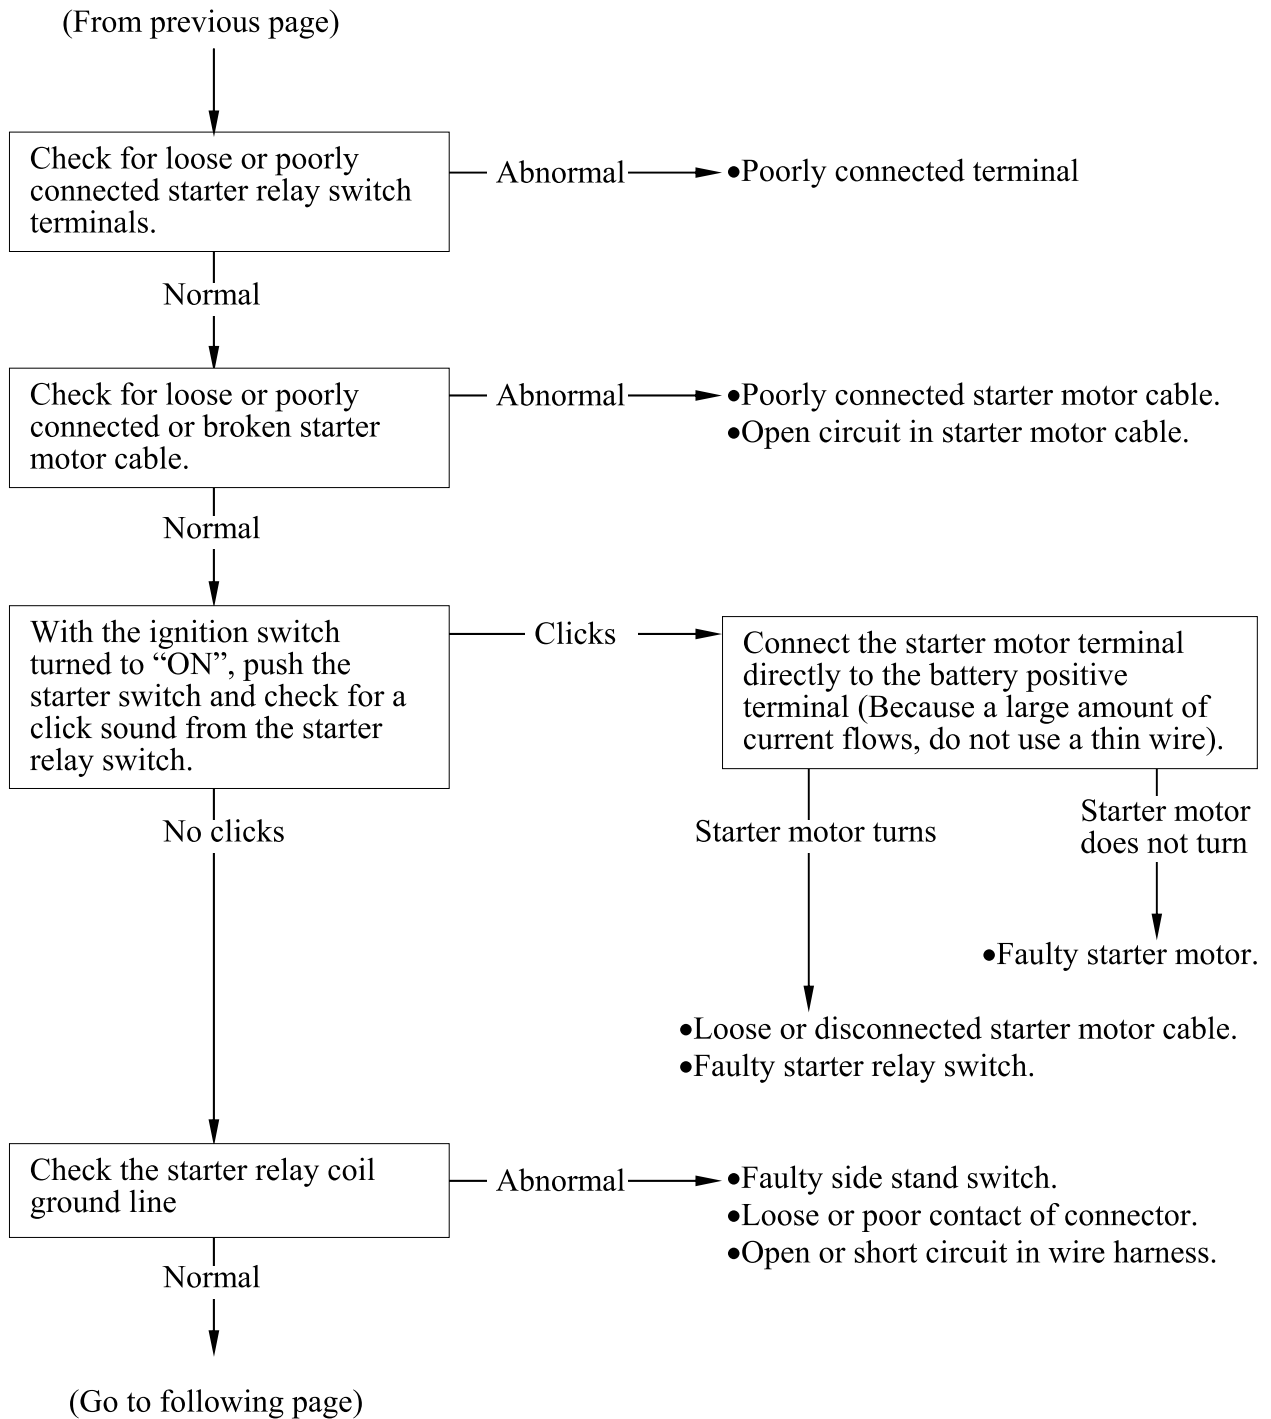 (From previous page)
Check for loose or poorly
connected starter relay switch
terminals.
Abnormal
•Poorly connected terminal
Normal
Check for loose or poorly
connected or broken starter
motor cable.
Abnormal
•Poorly connected starter motor cable.
•Open circuit in starter motor cable.
Normal
With the ignition switch
turned to “ON”, push the
starter switch and check for a
click sound from the starter
relay switch.
Clicks
Connect the starter motor terminal
directly to the battery positive
terminal (Because a large amount of
current flows, do not use a thin wire).
No clicks
Starter motor turns
Starter motor
does not turn
•Faulty starter motor.
•Loose or disconnected starter motor cable.
•Faulty starter relay switch.
Check the starter relay coil
ground line
Abnormal
•Faulty side stand switch.
•Loose or poor contact of connector.
•Open or short circuit in wire harness.
Normal
(Go to following page)